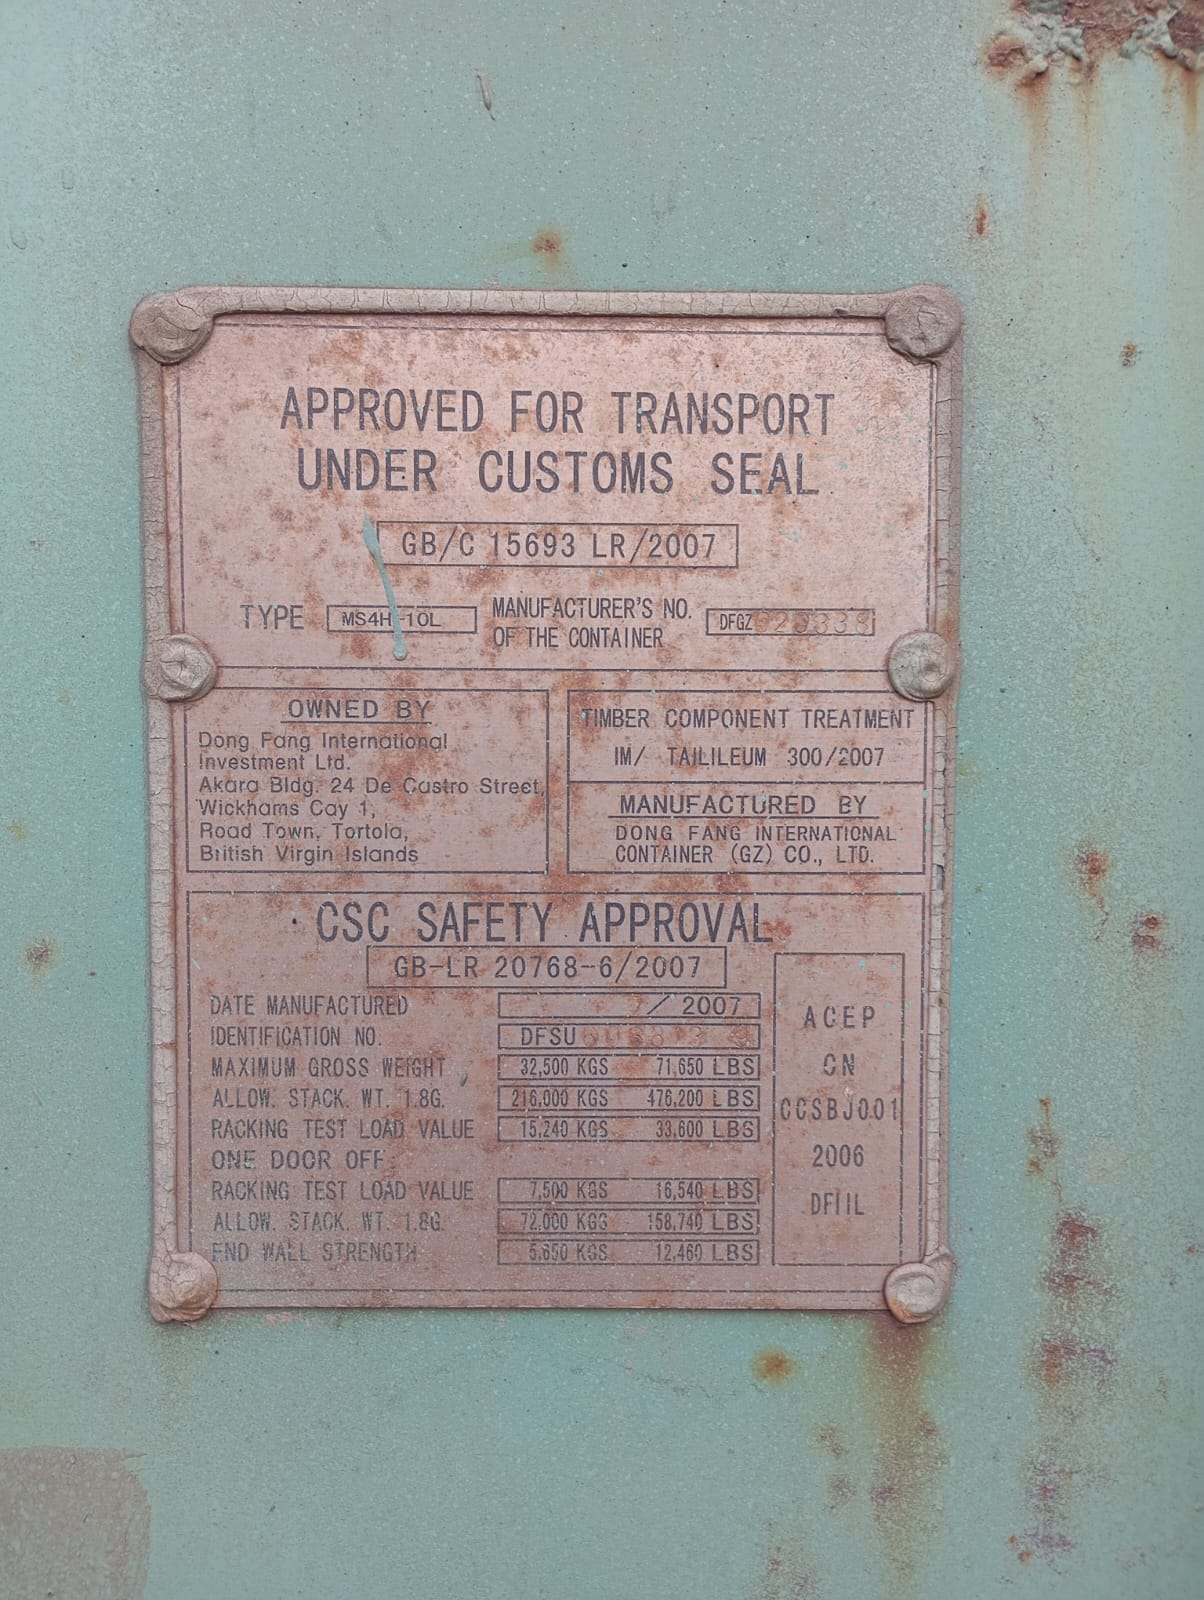 APPROVED FOR TRANSPORT
UNDER CUSTOMS SEAL
GB/C 15693 LR/2007
TYPE MS4H-10L MANUFACTURER'S NO. OF THE CONTAINER DFGZ
OWNED BY
Dong Fang International
Investment Ltd.
Akara Bldg. 24 De Castro Street,
Wickhams Cay 1,
Road Town, Tortola,
British Virgin Islands
TIMBER COMPONENT TREATMENT
IM/ TAILILEUM 300/2007
MANUFACTURED BY
DONG FANG INTERNATIONAL
CONTAINER (GZ) CO., LTD.
CSC SAFETY APPROVAL
GB-LR 20768-6/2007
DATE MANUFACTURED / 2007
IDENTIFICATION NO. DFSU
MAXIMUM GROSS WEIGHT 32,500 KGS 71,650 LBS
ALLOW. STACK. WT. 1.8G. 216,000 KGS 476,200 LBS
RACKING TEST LOAD VALUE 15,240 KGS 33,600 LBS
ONE DOOR OFF:
RACKING TEST LOAD VALUE 7,500 KGS 16,540 LBS
ALLOW. STACK. WT. 1.8G. 72,000 KGS 158,740 LBS
END WALL STRENGTH 5,650 KGS 12,460 LBS
ACEP
CN
CCSBJ001
2006
DFIIL